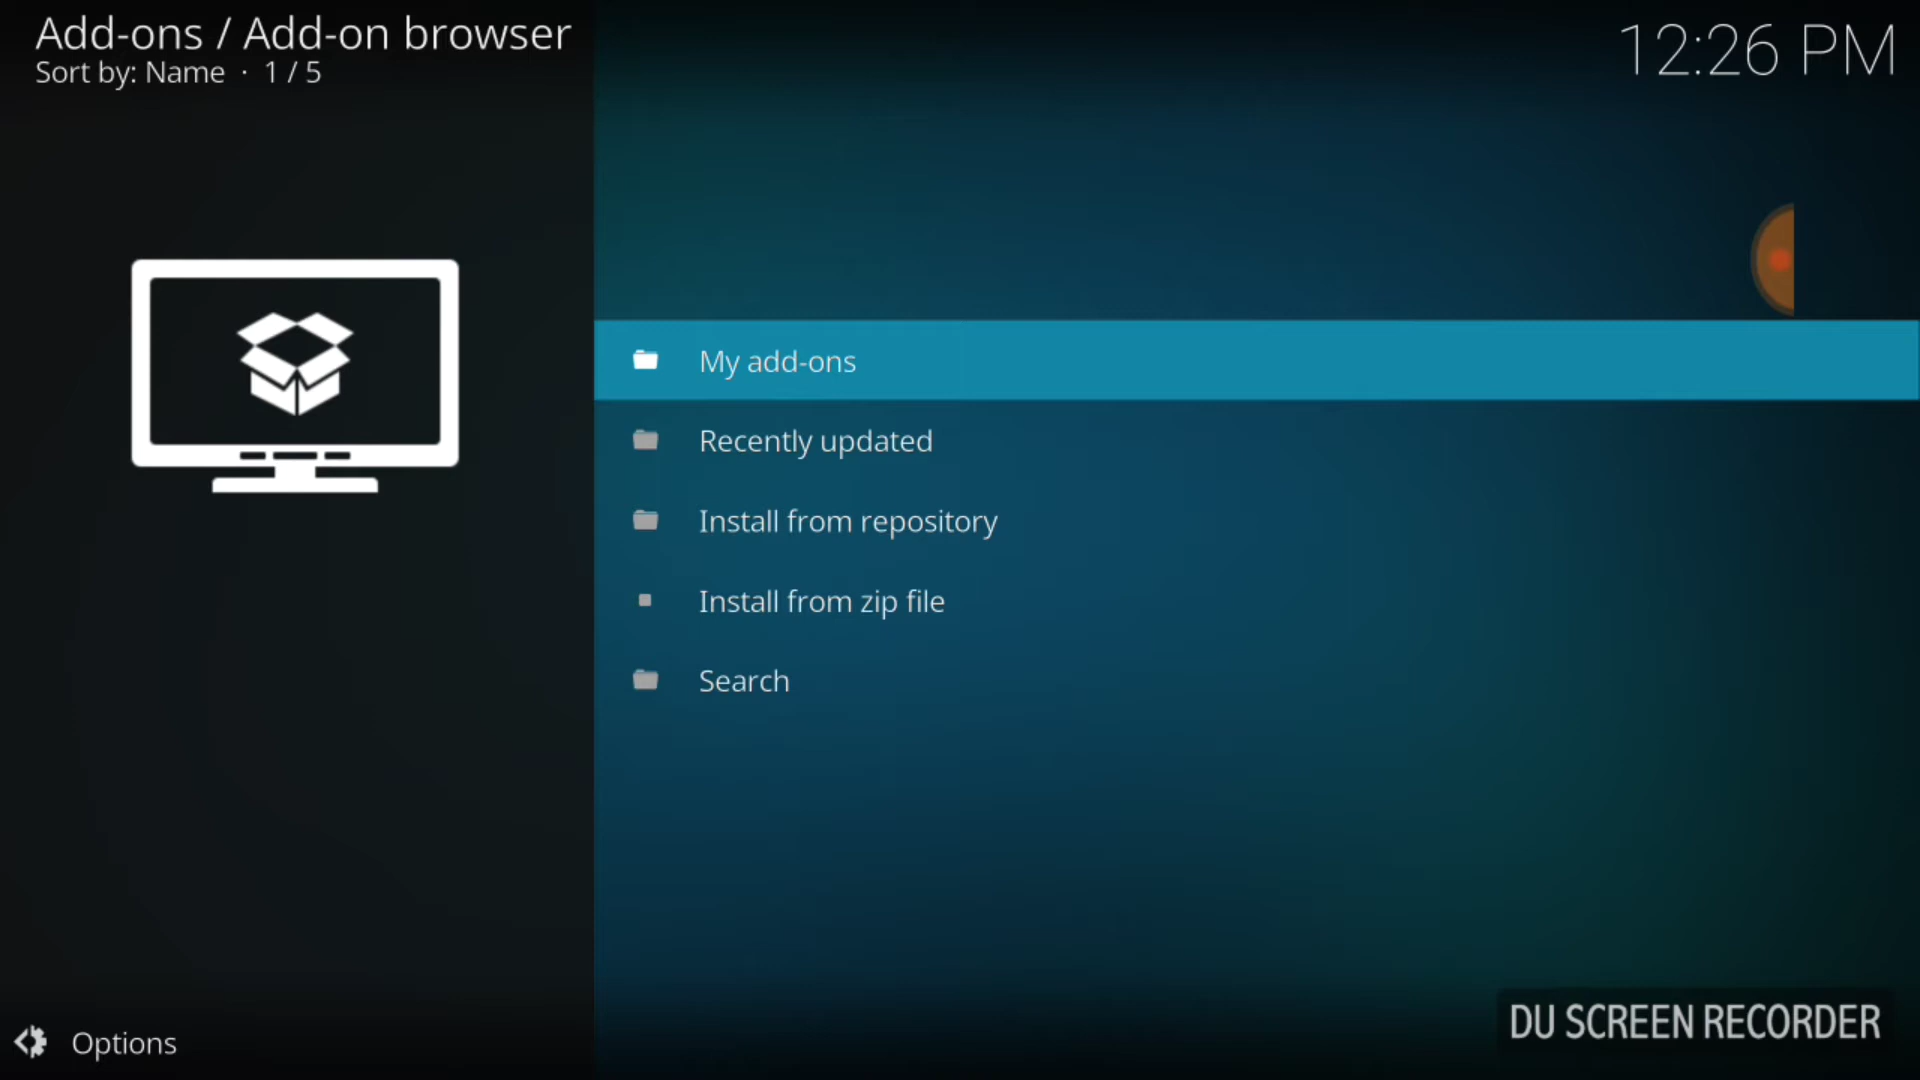 Add-ons / Add-on browser
Sort by: Name · 1 / 5
12:26 PM
My add-ons
Recently updated
Install from repository
Install from zip file
Search
Options
DU SCREEN RECORDER